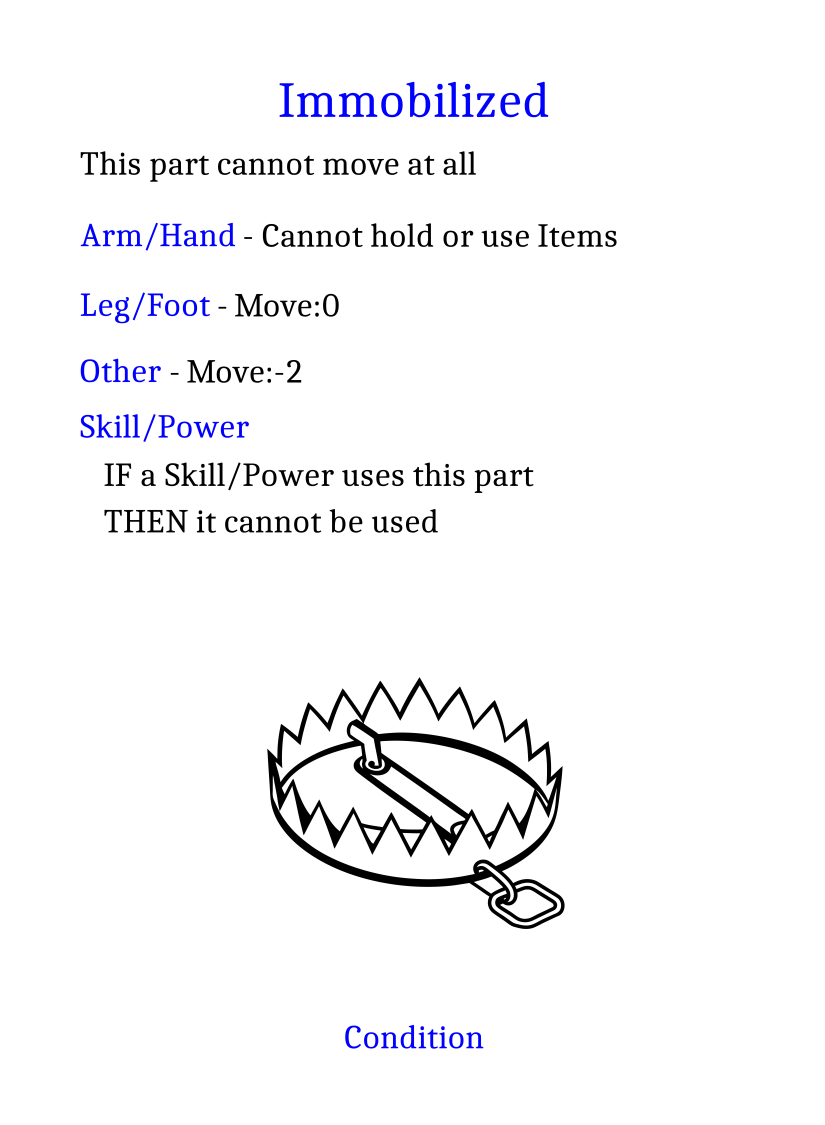 Immobilized
This part cannot move at all
Arm/Hand - Cannot hold or use Items
Leg/Foot - Move:0
Other - Move:-2
Skill/Power
IF a Skill/Power uses this part
THEN it cannot be used
Condition